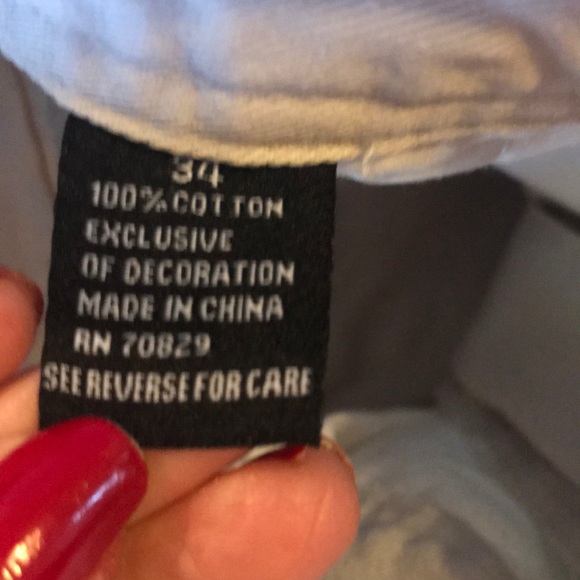 34
100% COTTON
EXCLUSIVE
OF DECORATION
MADE IN CHINA
RN 70829
SEE REVERSE FOR CARE